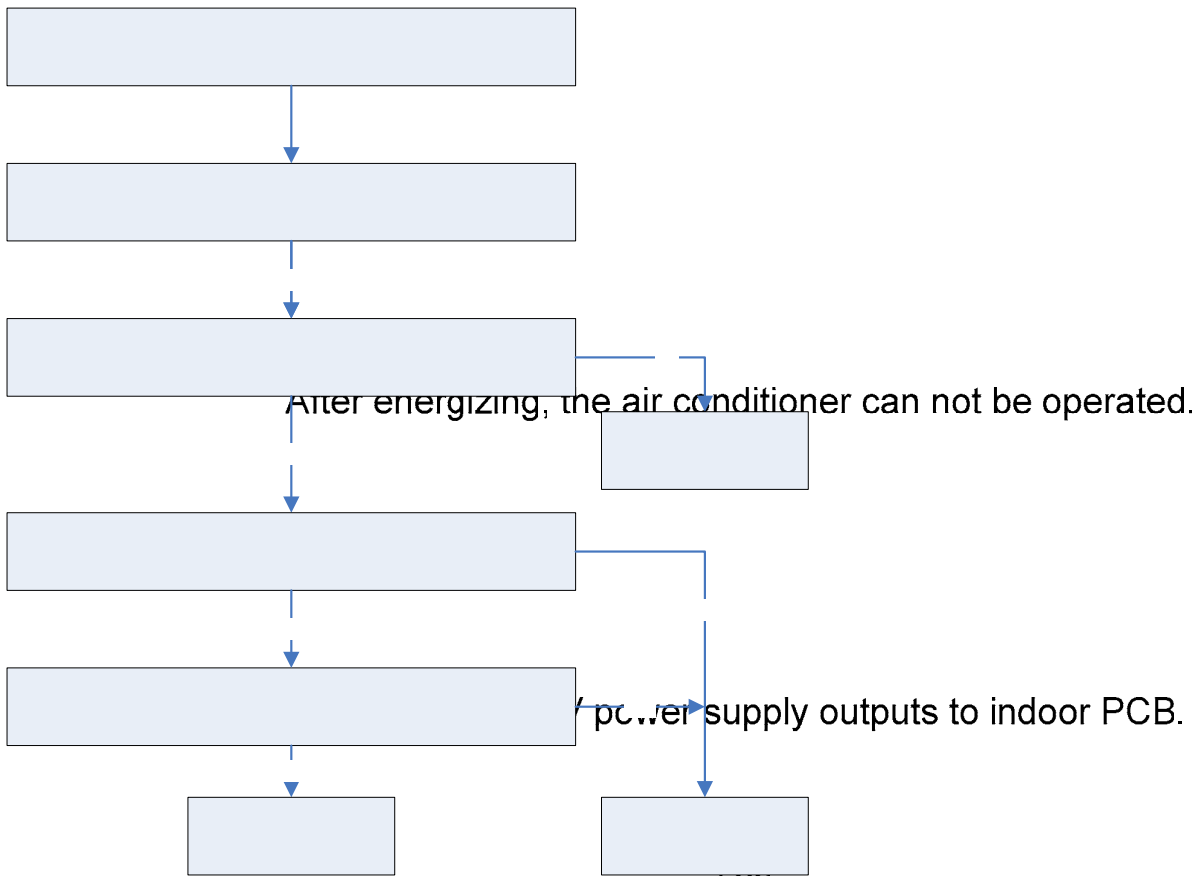 After energizing, the air conditioner can not be operated.
power supply outputs to indoor PCB.